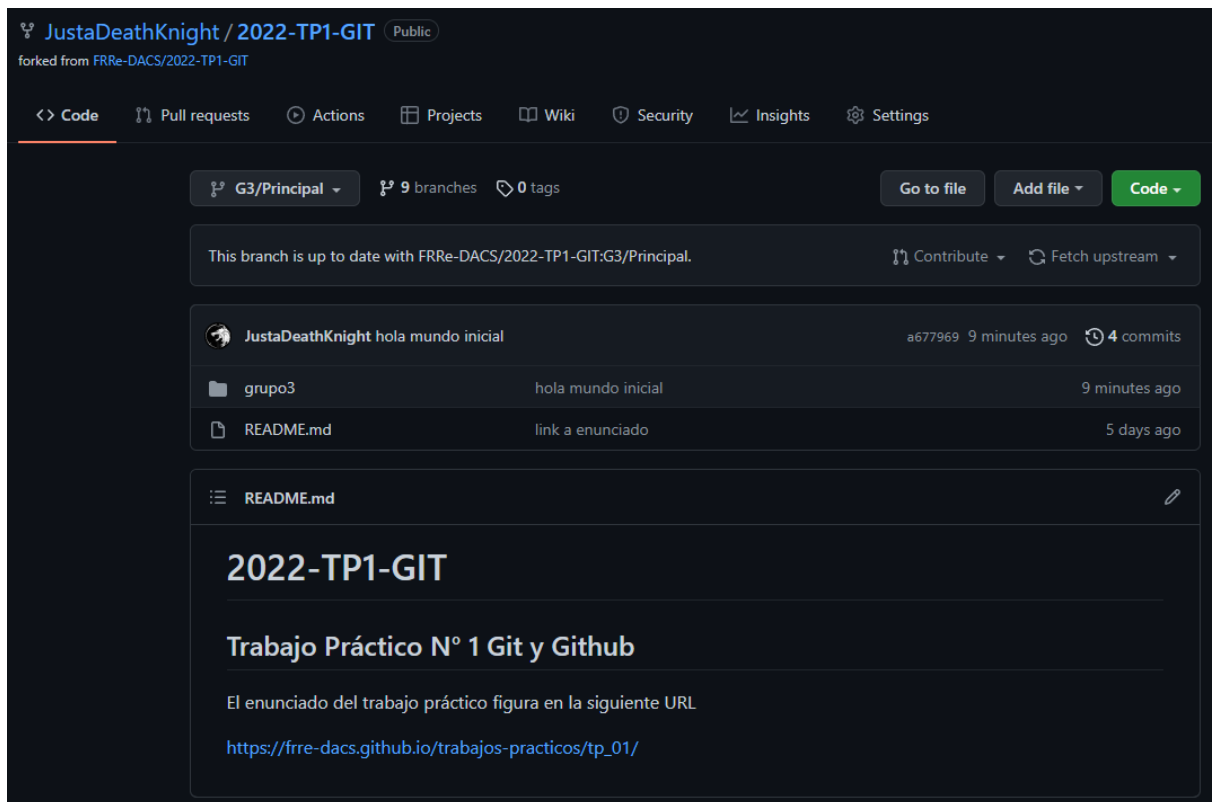 JustaDeathKnight / 2022-TP1-GIT Public
forked from FRRe-DACS/2022-TP1-GIT
<> Code Pull requests Actions Projects Wiki Security Insights Settings
G3/Principal 9 branches 0 tags Go to file Add file Code
This branch is up to date with FRRe-DACS/2022-TP1-GIT:G3/Principal. Contribute Fetch upstream
JustaDeathKnight hola mundo inicial a677969 9 minutes ago 4 commits
grupo3 hola mundo inicial 9 minutes ago
README.md link a enunciado 5 days ago
README.md
2022-TP1-GIT
Trabajo Práctico N° 1 Git y Github
El enunciado del trabajo práctico figura en la siguiente URL
https://frre-dacs.github.io/trabajos-practicos/tp_01/